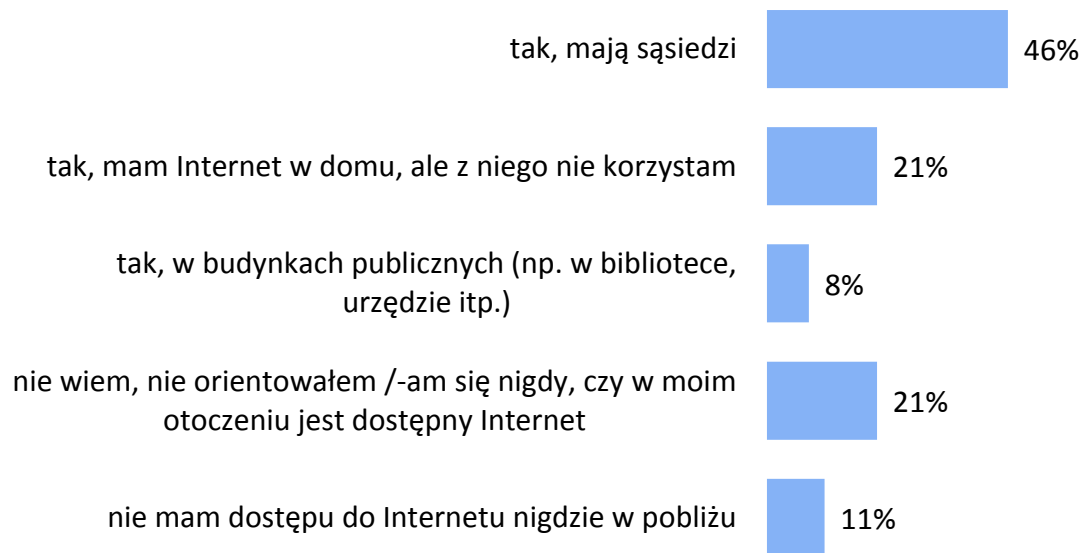 tak, mają sąsiedzi
46%
tak, mam Internet w domu, ale z niego nie korzystam
21%
tak, w budynkach publicznych (np. w bibliotece,
urzędzie itp.)
8%
nie wiem, nie orientowałem /-am się nigdy, czy w moim
otoczeniu jest dostępny Internet
21%
nie mam dostępu do Internetu nigdzie w pobliżu
11%